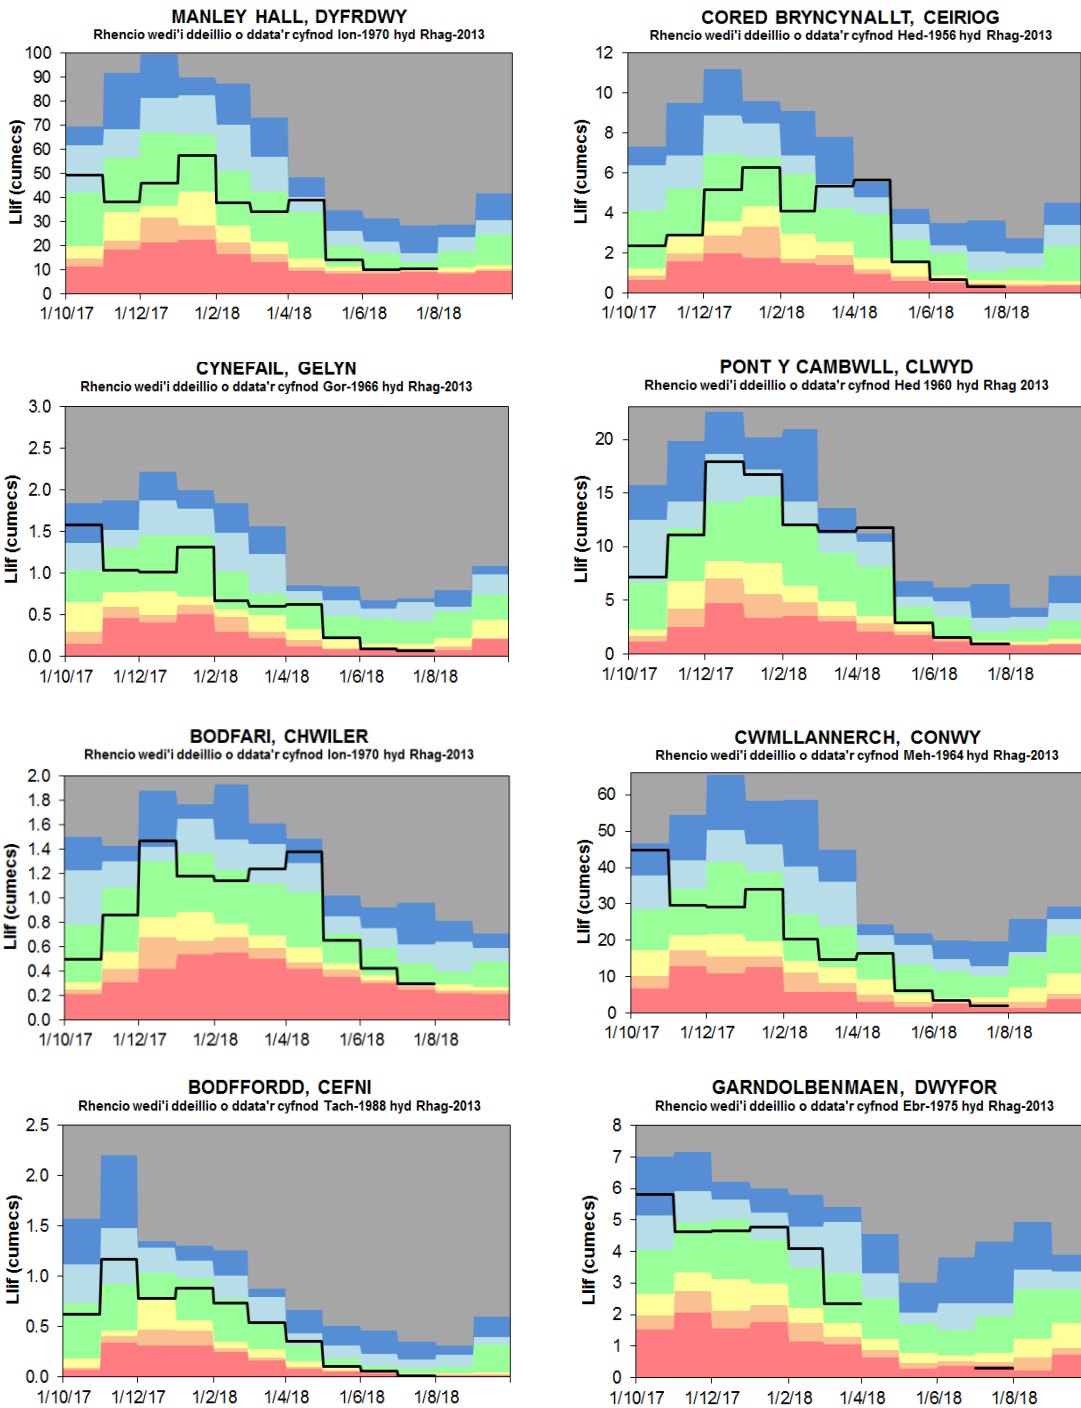 MANLEY HALL, DYFRDWY
Rhencio wedi'i ddeillio o ddata'r cyfnod Ion-1970 hyd Rhag-2013
Llif (cumecs)
100
90
80
70
60
50
40
30
20
10
0
1/10/17 1/12/17 1/2/18 1/4/18 1/6/18 1/8/18
CORED BRYNCYNALLT, CEIRIOG
Rhencio wedi'i ddeillio o ddata'r cyfnod Hed-1956 hyd Rhag-2013
Llif (cumecs)
12
10
8
6
4
2
0
1/10/17 1/12/17 1/2/18 1/4/18 1/6/18 1/8/18
CYNEFAIL, GELYN
Rhencio wedi'i ddeillio o ddata'r cyfnod Gor-1966 hyd Rhag-2013
Llif (cumecs)
3.0
2.5
2.0
1.5
1.0
0.5
0.0
1/10/17 1/12/17 1/2/18 1/4/18 1/6/18 1/8/18
PONT Y CAMBWLL, CLWYD
Rhencio wedi'i ddeillio o ddata'r cyfnod Hed 1960 hyd Rhag 2013
Llif (cumecs)
20
15
10
5
0
1/10/17 1/12/17 1/2/18 1/4/18 1/6/18 1/8/18
BODFARI, CHWILER
Rhencio wedi'i ddeillio o ddata'r cyfnod Ion-1970 hyd Rhag-2013
Llif (cumecs)
2.0
1.8
1.6
1.4
1.2
1.0
0.8
0.6
0.4
0.2
0.0
1/10/17 1/12/17 1/2/18 1/4/18 1/6/18 1/8/18
CWMLLANNERCH, CONWY
Rhencio wedi'i ddeillio o ddata'r cyfnod Meh-1964 hyd Rhag-2013
Llif (cumecs)
60
50
40
30
20
10
0
1/10/17 1/12/17 1/2/18 1/4/18 1/6/18 1/8/18
BODFFORDD, CEFNI
Rhencio wedi'i ddeillio o ddata'r cyfnod Tach-1988 hyd Rhag-2013
Llif (cumecs)
2.5
2.0
1.5
1.0
0.5
0.0
1/10/17 1/12/17 1/2/18 1/4/18 1/6/18 1/8/18
GARNDOLBENMAEN, DWYFOR
Rhencio wedi'i ddeillio o ddata'r cyfnod Ebr-1975 hyd Rhag-2013
Llif (cumecs)
8
7
6
5
4
3
2
1
0
1/10/17 1/12/17 1/2/18 1/4/18 1/6/18 1/8/18